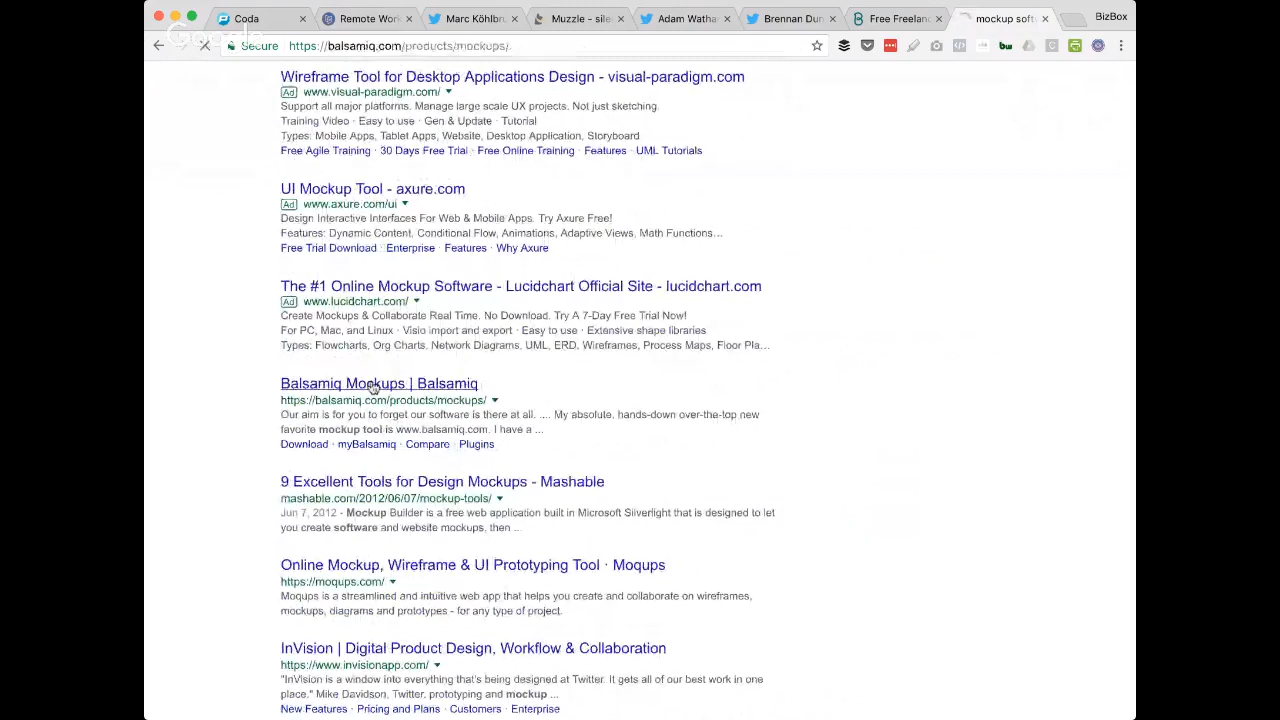 Coda
Remote Work
Marc Köhlbru
Muzzle - sile
Adam Watha
Brennan Dun
Free Freelan
mockup soft
BizBox
Secure https://balsamiq.com/products/mockups/
Wireframe Tool for Desktop Applications Design - visual-paradigm.com
Ad www.visual-paradigm.com/
Support all major platforms. Manage large scale UX projects. Not just sketching.
Training Video · Easy to use · Gen & Update · Tutorial
Types: Mobile Apps, Tablet Apps, Website, Desktop Application, Storyboard
Free Agile Training · 30 Days Free Trial · Free Online Training · Features · UML Tutorials
UI Mockup Tool - axure.com
Ad www.axure.com/ui
Design Interactive Interfaces For Web & Mobile Apps. Try Axure Free!
Features: Dynamic Content, Conditional Flow, Animations, Adaptive Views, Math Functions…
Free Trial Download · Enterprise · Features · Why Axure
The #1 Online Mockup Software - Lucidchart Official Site - lucidchart.com
Ad www.lucidchart.com/
Create Mockups & Collaborate Real Time. No Download. Try A 7-Day Free Trial Now!
For PC, Mac, and Linux · Visio import and export · Easy to use · Extensive shape libraries
Types: Flowcharts, Org Charts, Network Diagrams, UML, ERD, Wireframes, Process Maps, Floor Pla…
Balsamiq Mockups | Balsamiq
https://balsamiq.com/products/mockups/
Our aim is for you to forget our software is there at all. .... My absolute, hands-down over-the-top new
favorite mockup tool is www.balsamiq.com. I have a ...
Download · myBalsamiq · Compare · Plugins
9 Excellent Tools for Design Mockups - Mashable
mashable.com/2012/06/07/mockup-tools/
Jun 7, 2012 - Mockup Builder is a free web application built in Microsoft Silverlight that is designed to let
you create software and website mockups, then ...
Online Mockup, Wireframe & UI Prototyping Tool · Moqups
https://moqups.com/
Moqups is a streamlined and intuitive web app that helps you create and collaborate on wireframes,
mockups, diagrams and prototypes - for any type of project.
InVision | Digital Product Design, Workflow & Collaboration
https://www.invisionapp.com/
"InVision is a window into everything that's being designed at Twitter. It gets all of our best work in one
place." Mike Davidson, Twitter. prototyping and mockup ...
New Features · Pricing and Plans · Customers · Enterprise